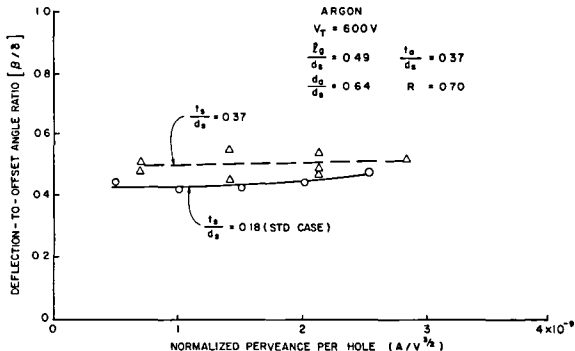 ARGON
V_T = 600 V
l_g/d_s = 0.49 t_a/d_s = 0.37
d_a/d_s = 0.64 R = 0.70
t_s/d_s = 0.37
t_s/d_s = 0.18 (STD CASE)
DEFLECTION-TO-OFFSET ANGLE RATIO [β/δ]
1.0
0.8
0.6
0.4
0.2
0
0 1 2 3 4×10⁻⁹
NORMALIZED PERVEANCE PER HOLE (A/V^3/2)